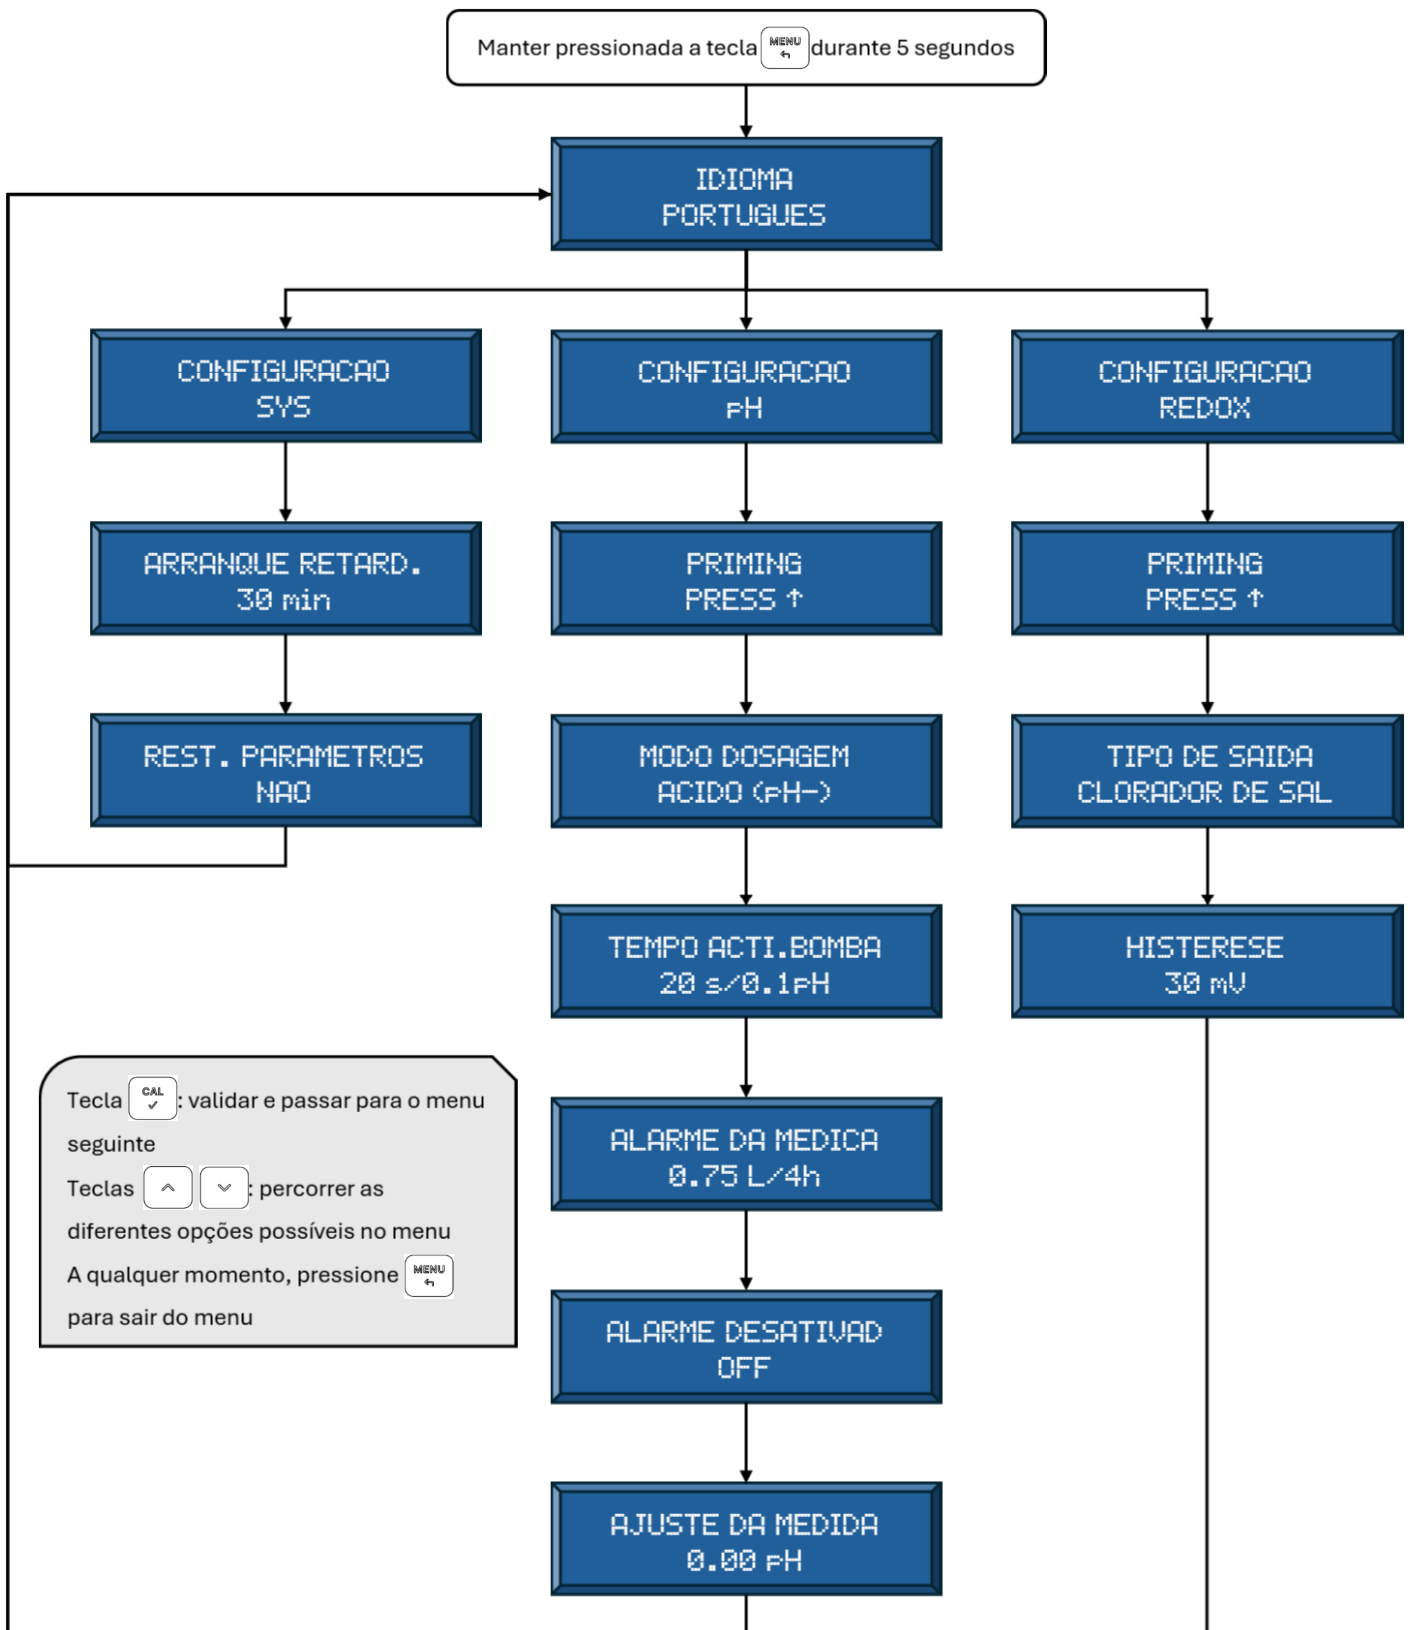 Manter pressionada a tecla MENU durante 5 segundos
IDIOMA
PORTUGUES
CONFIGURACAO
SYS
CONFIGURACAO
pH
CONFIGURACAO
REDOX
ARRANQUE RETARD.
30 min
PRIMING
PRESS ↑
PRIMING
PRESS ↑
REST. PARAMETROS
NAO
MODO DOSAGEM
ACIDO (pH-)
TIPO DE SAIDA
CLORADOR DE SAL
TEMPO ACTI.BOMBA
20 s/0.1pH
HISTERESE
30 mV
Tecla CAL : validar e passar para o menu
seguinte
Teclas : percorrer as
diferentes opções possíveis no menu
A qualquer momento, pressione MENU
para sair do menu
ALARME DA MEDICA
0.75 L/4h
ALARME DESATIVAD
OFF
AJUSTE DA MEDIDA
0.00 pH